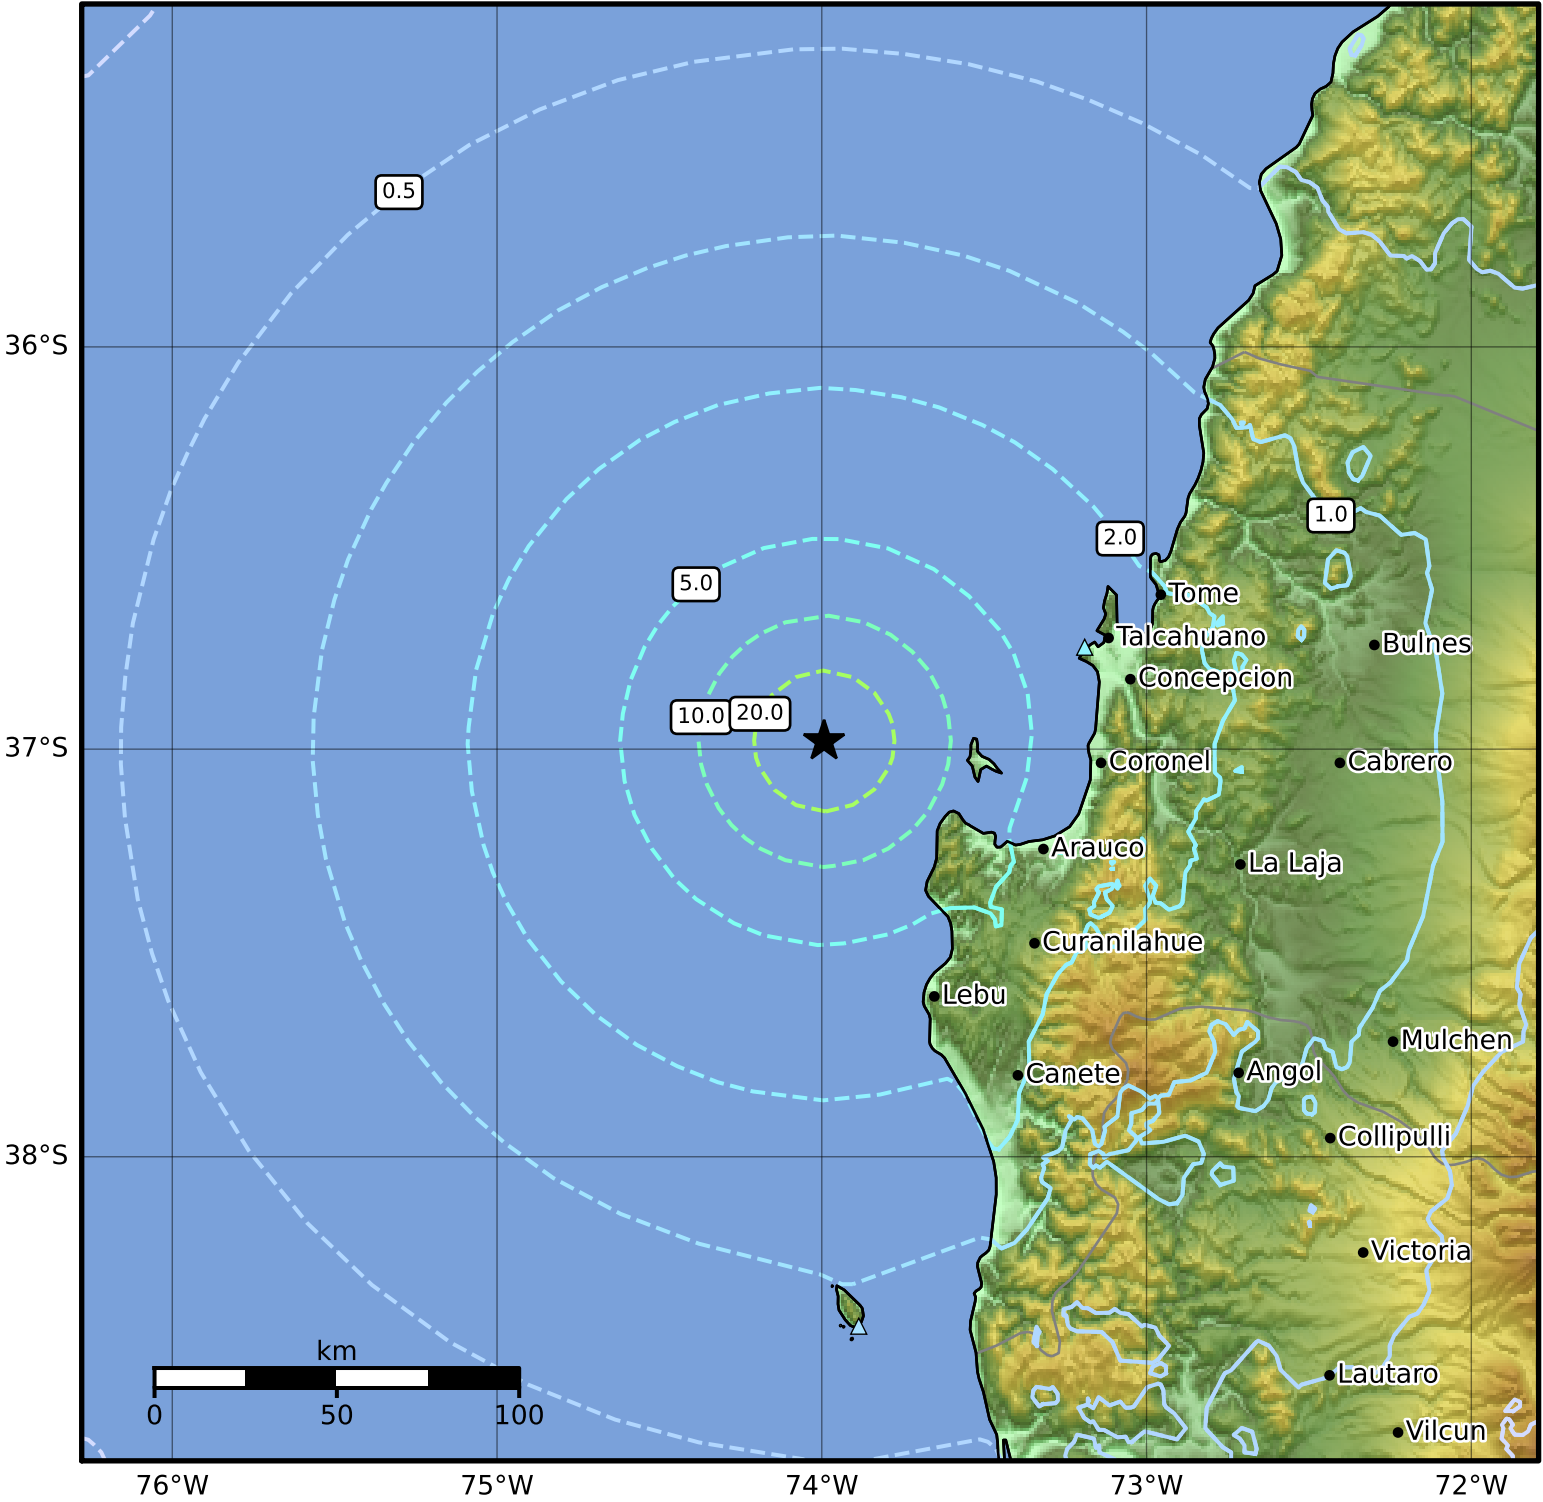 0.5
36°S
1.0
2.0
5.0
Tome
Talcahuano
Bulnes
Concepcion
10.0
20.0
37°S
Coronel
Cabrero
Arauco
La Laja
Curanilahue
Lebu
Mulchen
Canete
Angol
Collipulli
38°S
Victoria
km
0 50 100
Lautaro
Vilcun
76°W 75°W 74°W 73°W 72°W